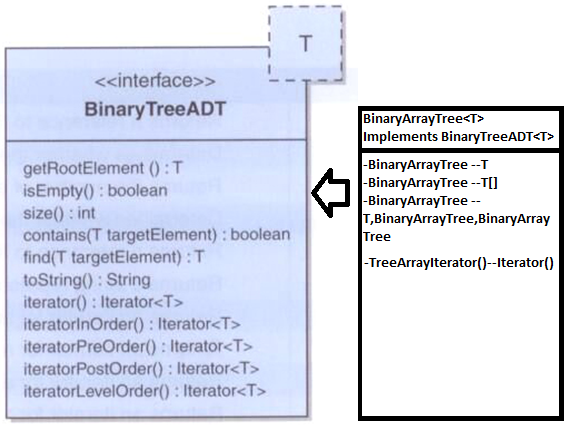 T
<<interface>>
BinaryTreeADT
getRootElement () : T
isEmpty() : boolean
size() : int
contains(T targetElement) : boolean
find(T targetElement) : T
toString() : String
iterator() : Iterator<T>
iteratorInOrder() : Iterator<T>
iteratorPreOrder() : Iterator<T>
iteratorPostOrder() : Iterator<T>
iteratorLevelOrder() : Iterator<T>
BinaryArrayTree<T>
Implements BinaryTreeADT<T>
-BinaryArrayTree --T
-BinaryArrayTree --T[]
-BinaryArrayTree --
T,BinaryArrayTree,BinaryArray
Tree
-TreeArrayIterator()--Iterator()